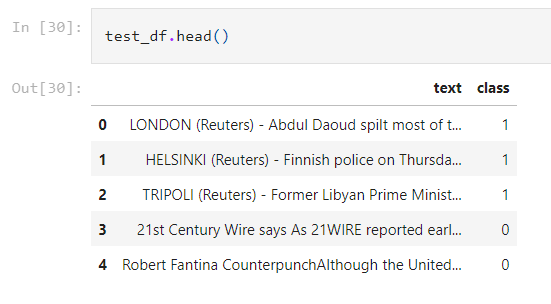 In [30]: test_df.head()
Out[30]:
text class
0 LONDON (Reuters) - Abdul Daoud spilt most of t... 1
1 HELSINKI (Reuters) - Finnish police on Thursda... 1
2 TRIPOLI (Reuters) - Former Libyan Prime Minist... 1
3 21st Century Wire says As 21WIRE reported earl... 0
4 Robert Fantina CounterpunchAlthough the United... 0